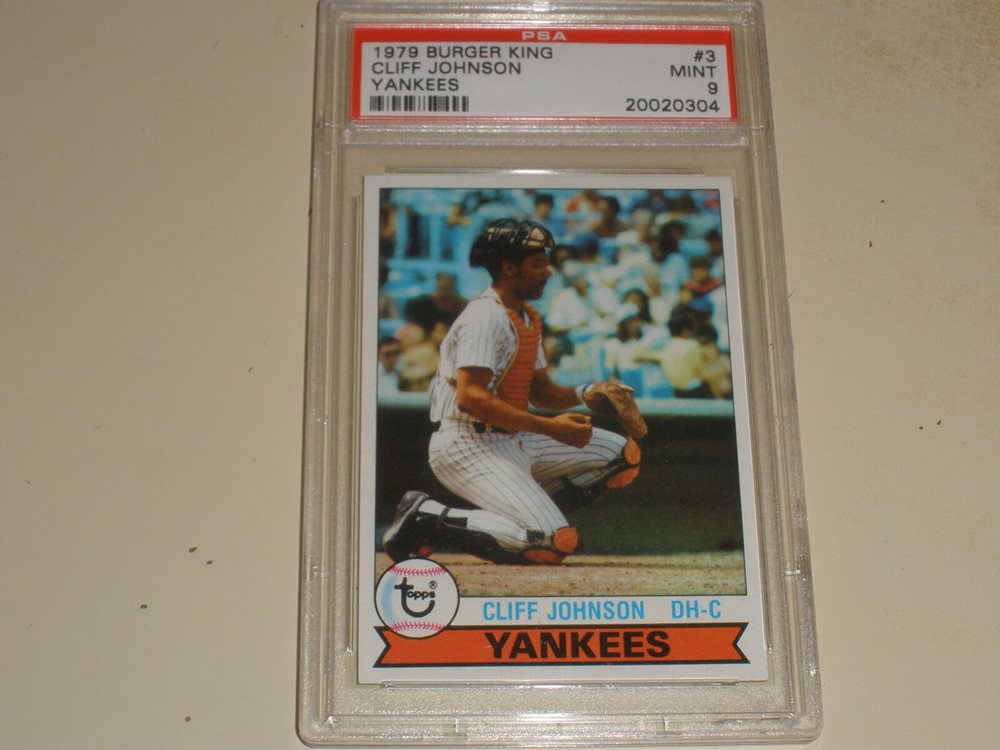 PSA
1979 BURGER KING #3
CLIFF JOHNSON MINT
YANKEES 9
20020304
topps®
CLIFF JOHNSON DH-C
YANKEES